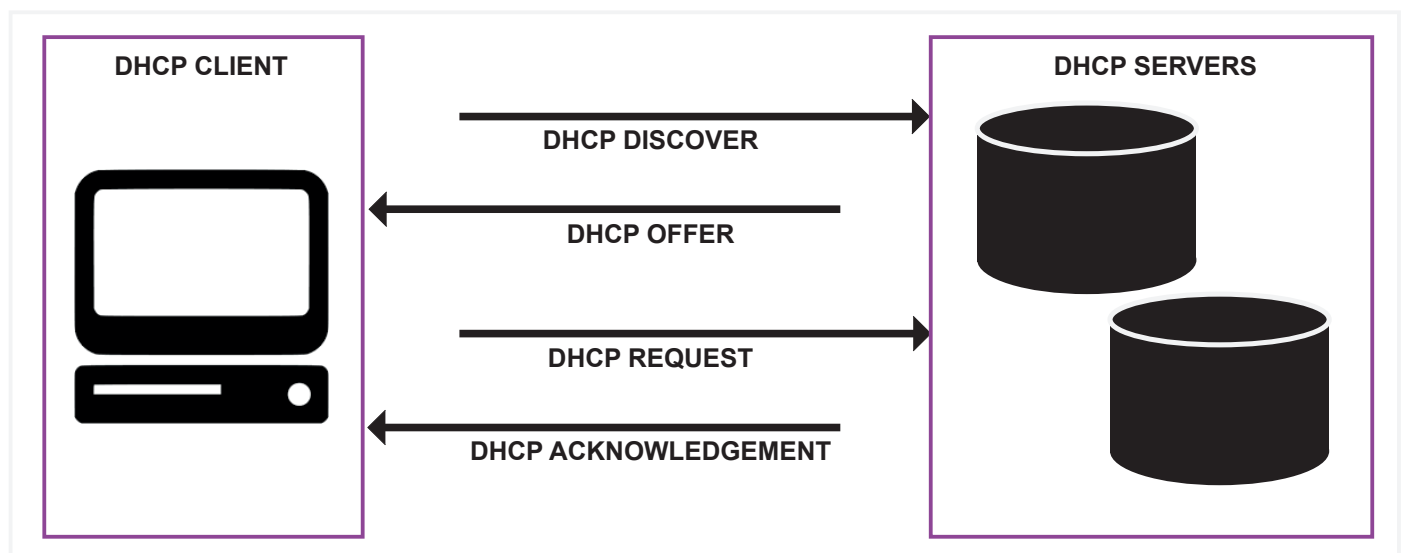 DHCP CLIENT
DHCP SERVERS
DHCP DISCOVER
DHCP OFFER
DHCP REQUEST
DHCP ACKNOWLEDGEMENT